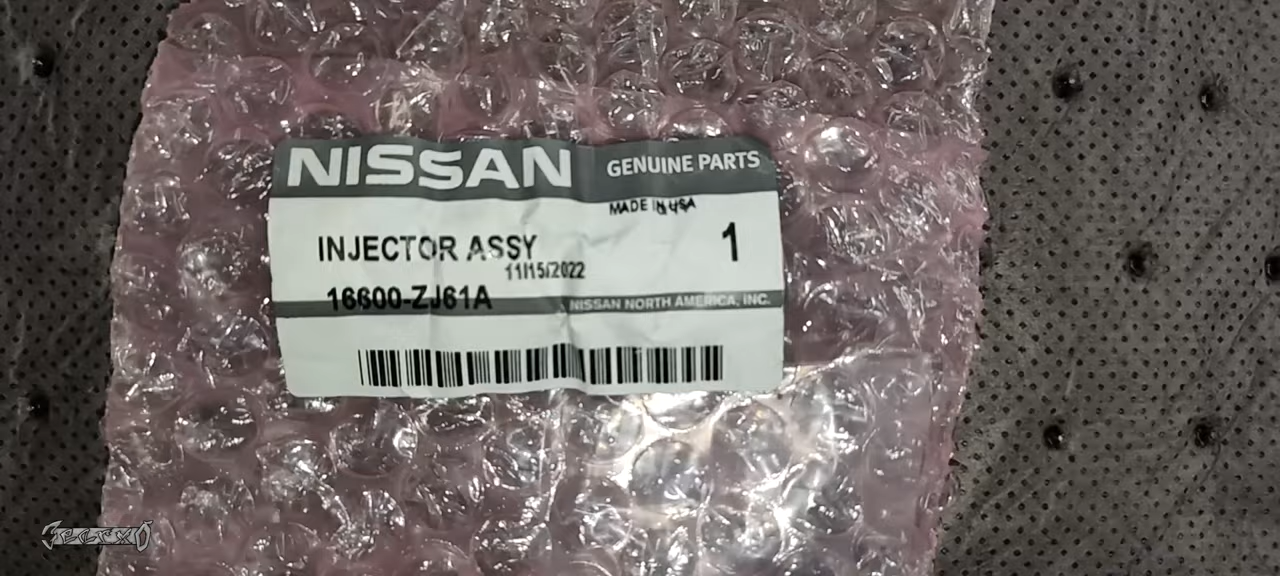 NISSAN GENUINE PARTS
MADE IN USA
INJECTOR ASSY 1
11/15/2022
16600-ZJ61A NISSAN NORTH AMERICA, INC.